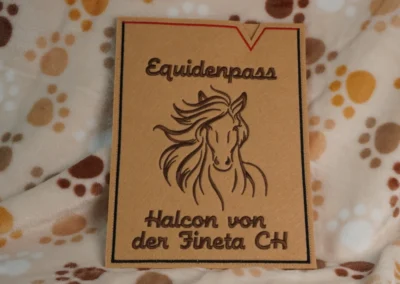 Equidenpass
Halcon von
der Fineta CH